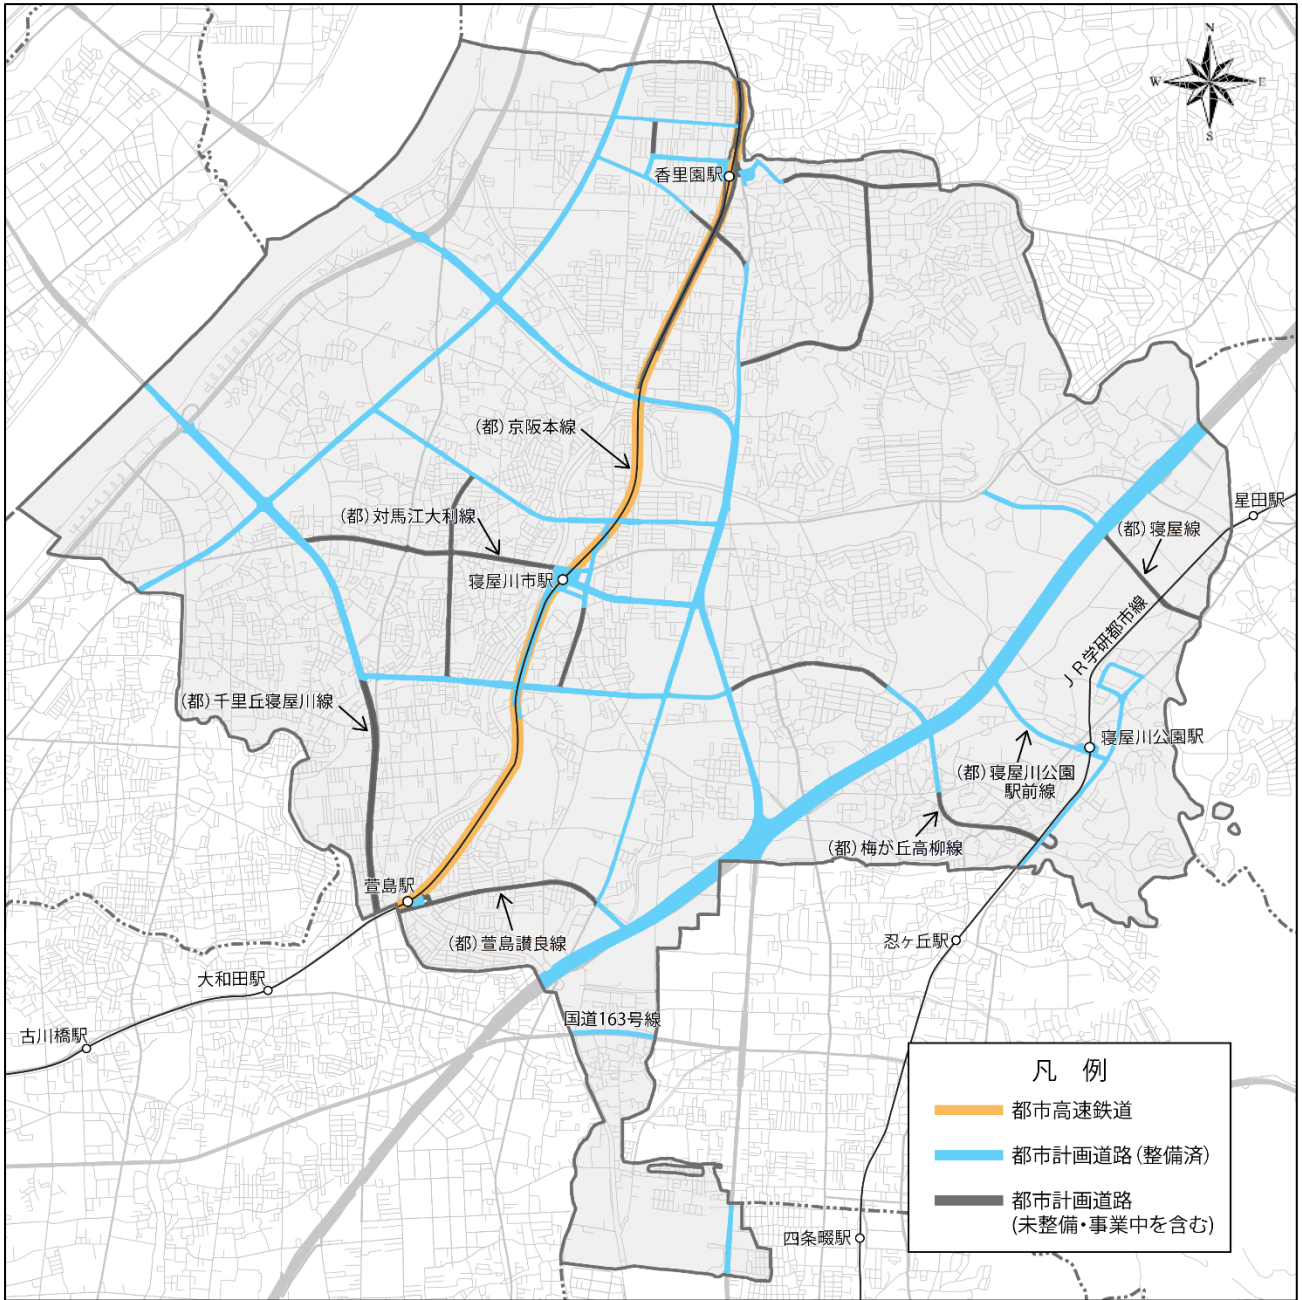 N
W
E
S
香里園駅
(都)京阪本線
星田駅
(都)対馬江大利線
(都)寝屋線
寝屋川市駅
JR学研都市線
(都)千里丘寝屋川線
寝屋川公園駅
(都)寝屋川公園
駅前線
(都)梅が丘高柳線
萱島駅
(都)萱島讃良線
忍ヶ丘駅
大和田駅
国道163号線
古川橋駅
凡 例
都市高速鉄道
都市計画道路(整備済)
都市計画道路
(未整備・事業中を含む)
四条畷駅